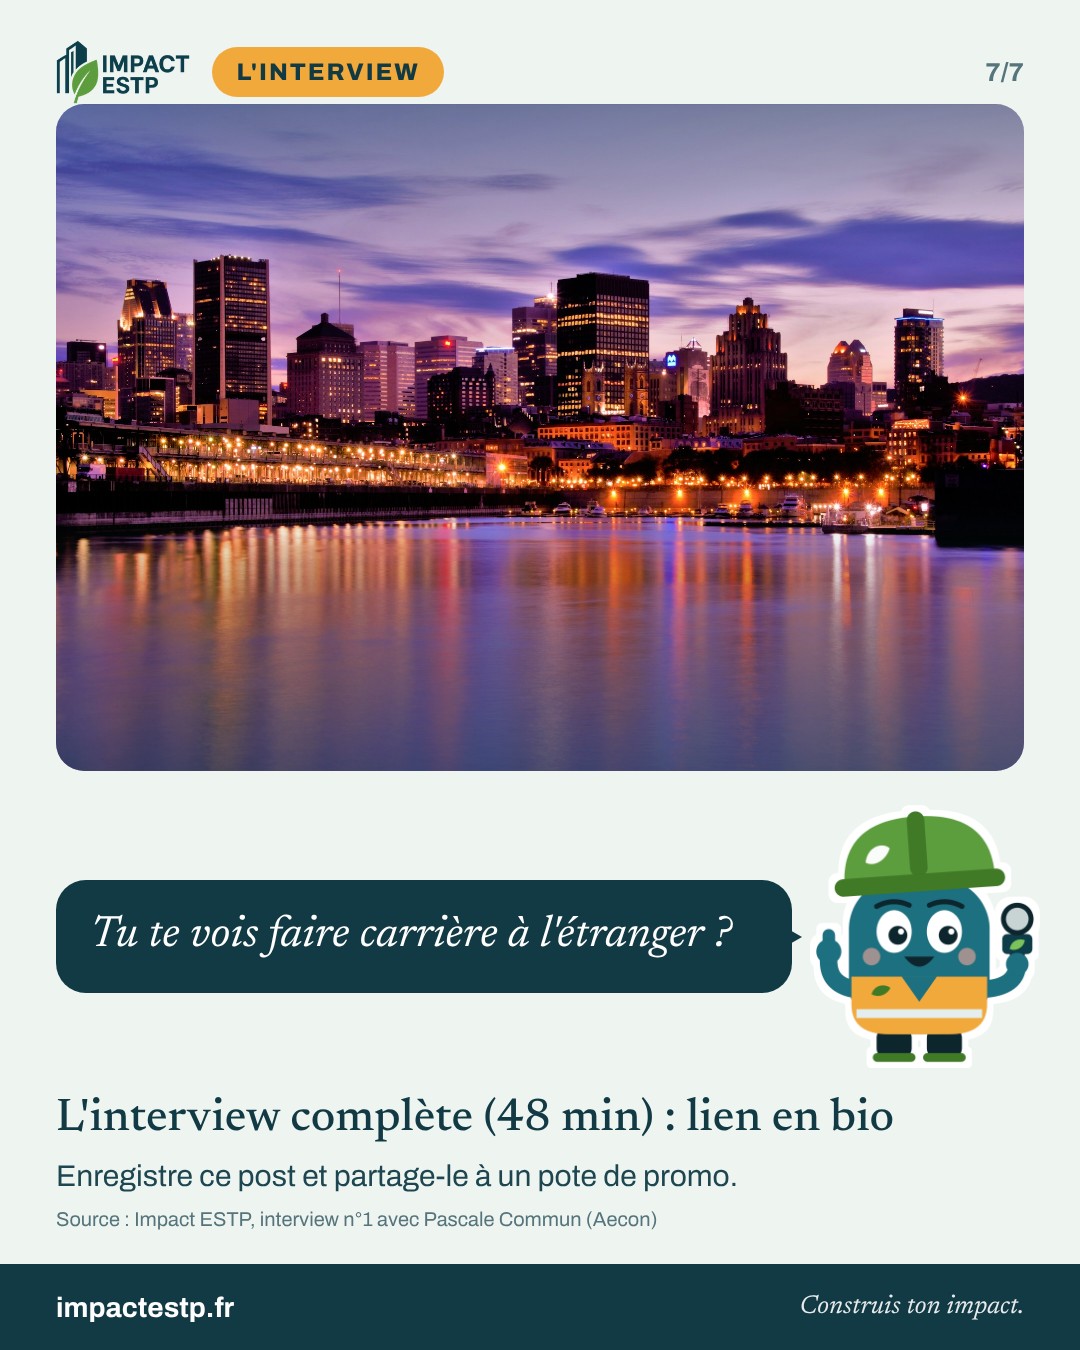 IMPACT
ESTP
L'INTERVIEW
7/7
Tu te vois faire carrière à l'étranger ?
L'interview complète (48 min) : lien en bio
Enregistre ce post et partage-le à un pote de promo.
Source : Impact ESTP, interview n°1 avec Pascale Commun (Aecon)
impactestp.fr
Construis ton impact.